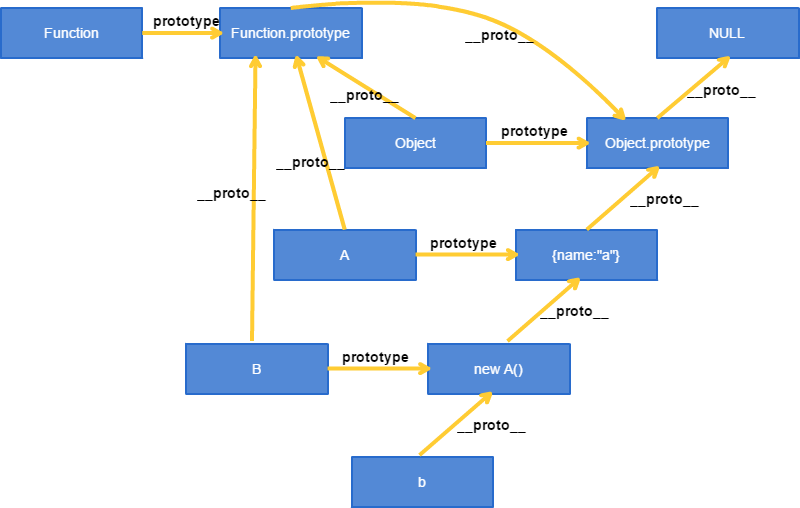 Function
prototype
Function.prototype
__proto__
NULL
__proto__
__proto__
Object
prototype
Object.prototype
__proto__
__proto__
__proto__
A
prototype
{name:"a"}
__proto__
B
prototype
new A()
__proto__
b